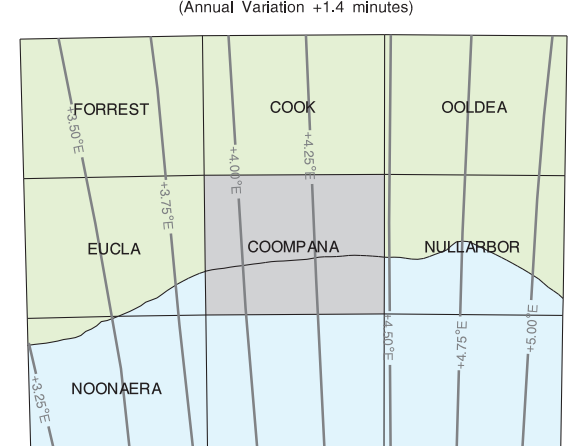 (Annual Variation +1.4 minutes)
FORREST
COOK
OOLDEA
+3.50°E
+4.25°E
+4.00°E
+3.75°E
EUCLA
COOMPANA
NULLARBOR
+4.50°E
+4.75°E
+5.00°E
NOONAERA
+3.25°E